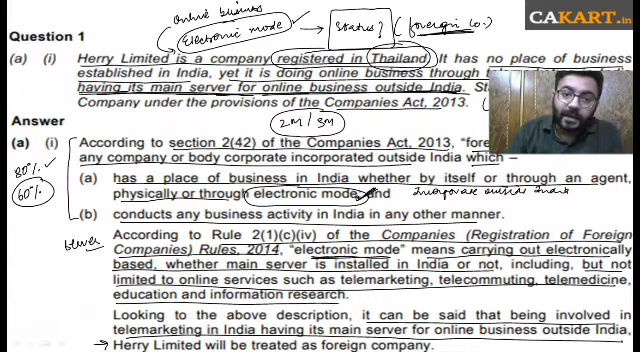 Online business
Electronic mode ✓ → Status? (foreign co.)
CAKART.in
Question 1
(a) (i) Herry Limited is a company registered in Thailand. It has no place of business
established in India, yet it is doing online business through
having its main server for online business outside India.
Company under the provisions of the Companies Act, 2013.
2M / 3M
Answer
(a) (i) According to section 2(42) of the Companies Act, 2013,
any company or body corporate incorporated outside India which –
80% ✓
60%
(a) has a place of business in India whether by itself or through an agent,
physically or through electronic mode; and
Incorporate outside India
(b) conducts any business activity in India in any other manner.
Server
According to Rule 2(1)(c)(iv) of the Companies (Registration of Foreign
Companies) Rules, 2014, "electronic mode" means carrying out electronically
based, whether main server is installed in India or not, including, but not
limited to online services such as telemarketing, telecommuting, telemedicine,
education and information research.
Looking to the above description, it can be said that being involved in
telemarketing in India having its main server for online business outside India,
→ Herry Limited will be treated as foreign company.